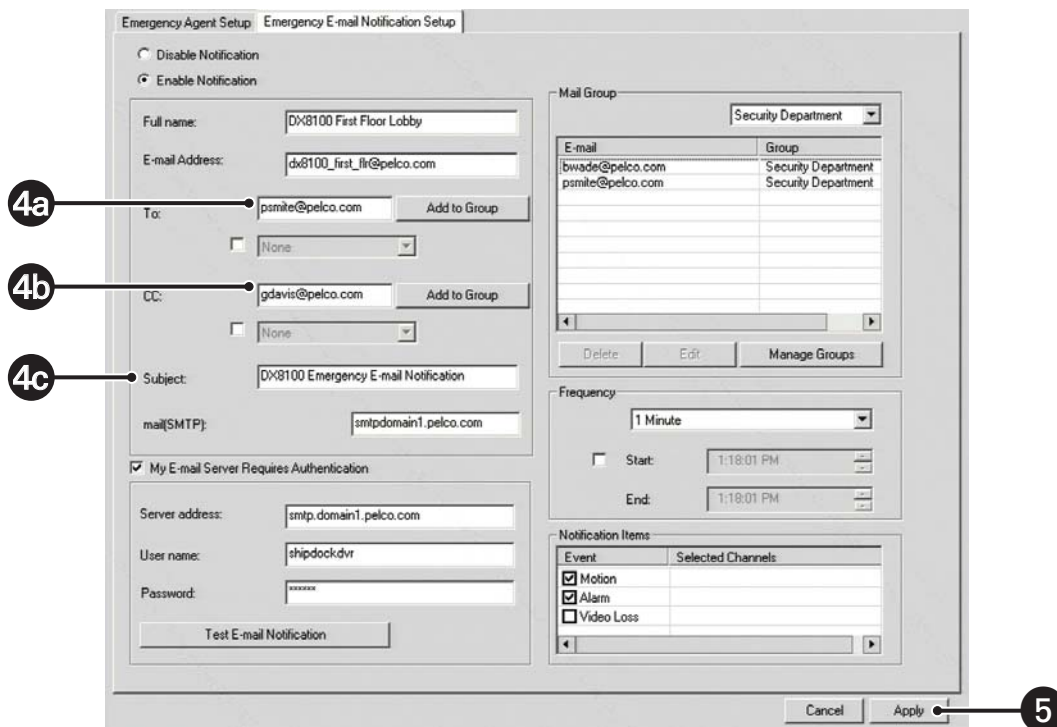 Emergency Agent Setup
Emergency E-mail Notification Setup
Disable Notification
Enable Notification
Full name:
DX8100 First Floor Lobby
E-mail Address:
dx8100_first_flr@pelco.com
4a
To:
psmite@pelco.com
Add to Group
None
4b
CC:
gdavis@pelco.com
Add to Group
None
4c
Subject:
DX8100 Emergency E-mail Notification
mail(SMTP):
smtpdomain1.pelco.com
My E-mail Server Requires Authentication
Server address:
smtp.domain1.pelco.com
User name:
shipdockdvr
Password:
××××××
Test E-mail Notification
Mail Group
Security Department
E-mail Group
bwade@pelco.com Security Department
psmite@pelco.com Security Department
Delete
Edit
Manage Groups
Frequency
1 Minute
Start:
1:18:01 PM
End:
1:18:01 PM
Notification Items
Event Selected Channels
Motion
Alarm
Video Loss
Cancel
Apply
5